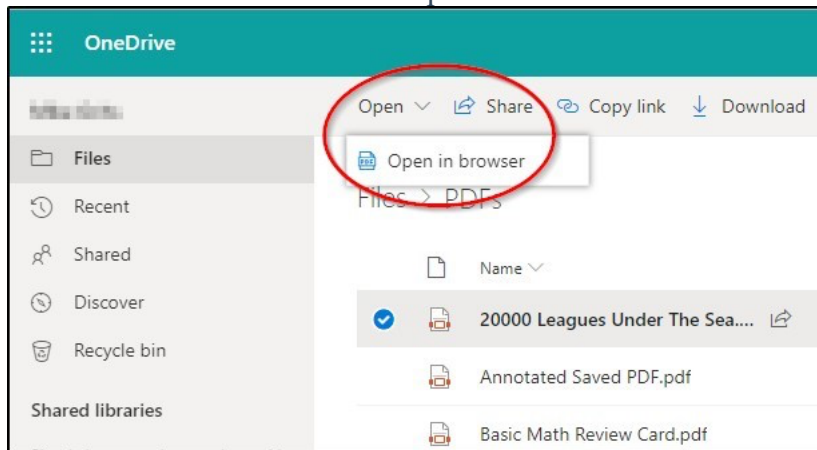 OneDrive
Open Share Copy link Download
Open in browser
Files > PDFs
Files
Recent
Shared
Discover
Recycle bin
Shared libraries
Name
20000 Leagues Under The Sea....
Annotated Saved PDF.pdf
Basic Math Review Card.pdf